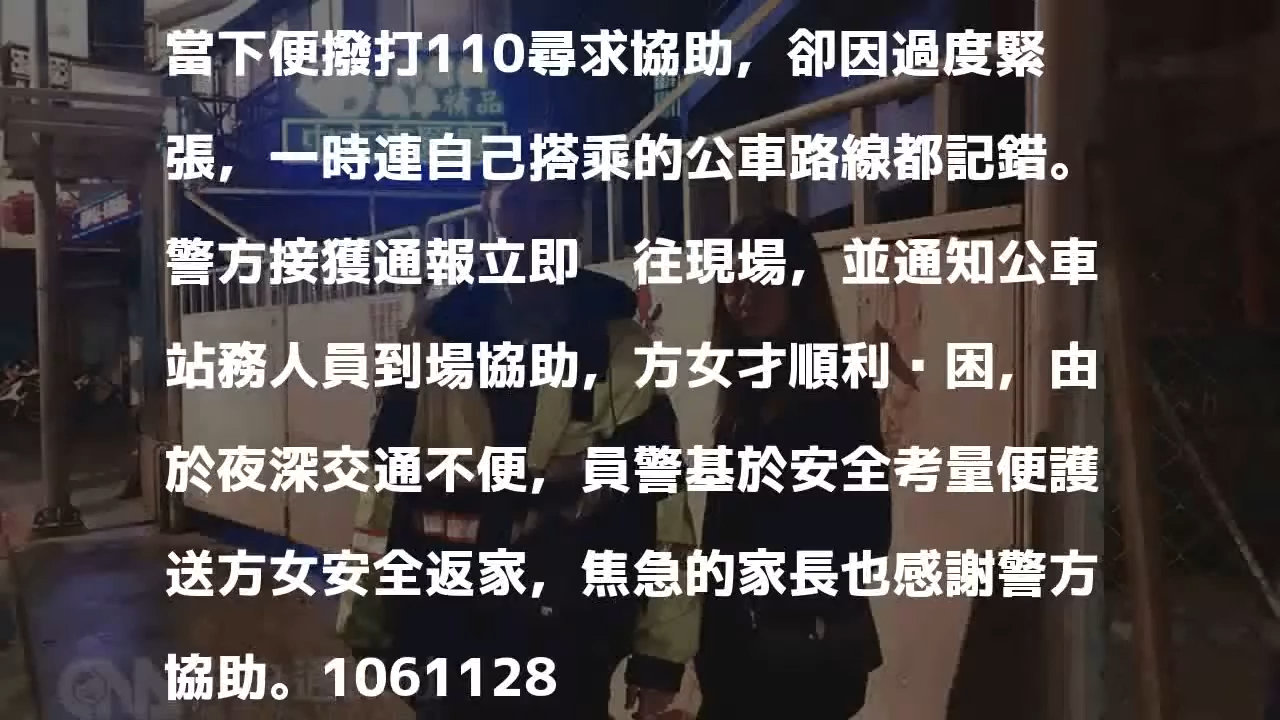 當下便撥打110尋求協助，卻因過度緊
張，一時連自己搭乘的公車路線都記錯。
警方接獲通報立即　往現場，並通知公車
站務人員到場協助，方女才順利·困，由
於夜深交通不便，員警基於安全考量便護
送方女安全返家，焦急的家長也感謝警方
協助。1061128